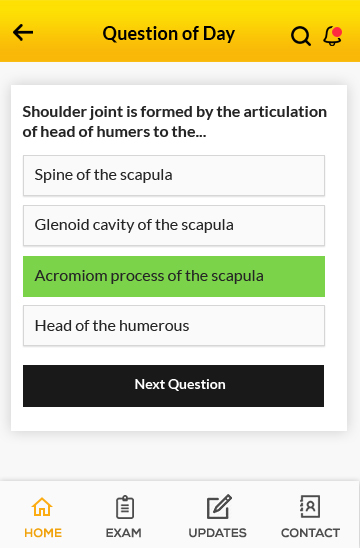 Question of Day
Shoulder joint is formed by the articulation
of head of humers to the...
Spine of the scapula
Glenoid cavity of the scapula
Acromiom process of the scapula
Head of the humerous
Next Question
HOME EXAM UPDATES CONTACT